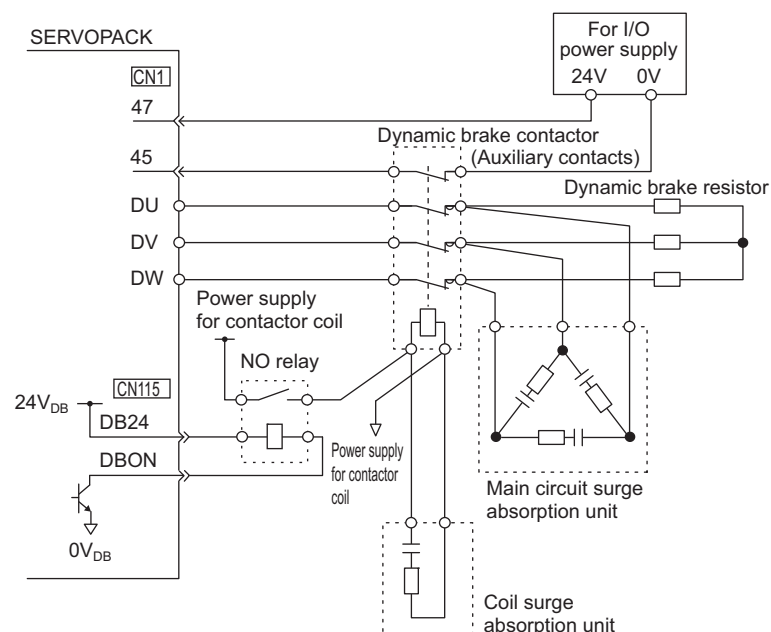 SERVOPACK
For I/O
power supply
24V 0V
CN1
47
Dynamic brake contactor
(Auxiliary contacts)
45
Dynamic brake resistor
DU
DV
DW
Power supply
for contactor coil
NO relay
CN115
24VDB
DB24
DBON
0VDB
Power supply
for contactor
coil
Main circuit surge
absorption unit
Coil surge
absorption unit